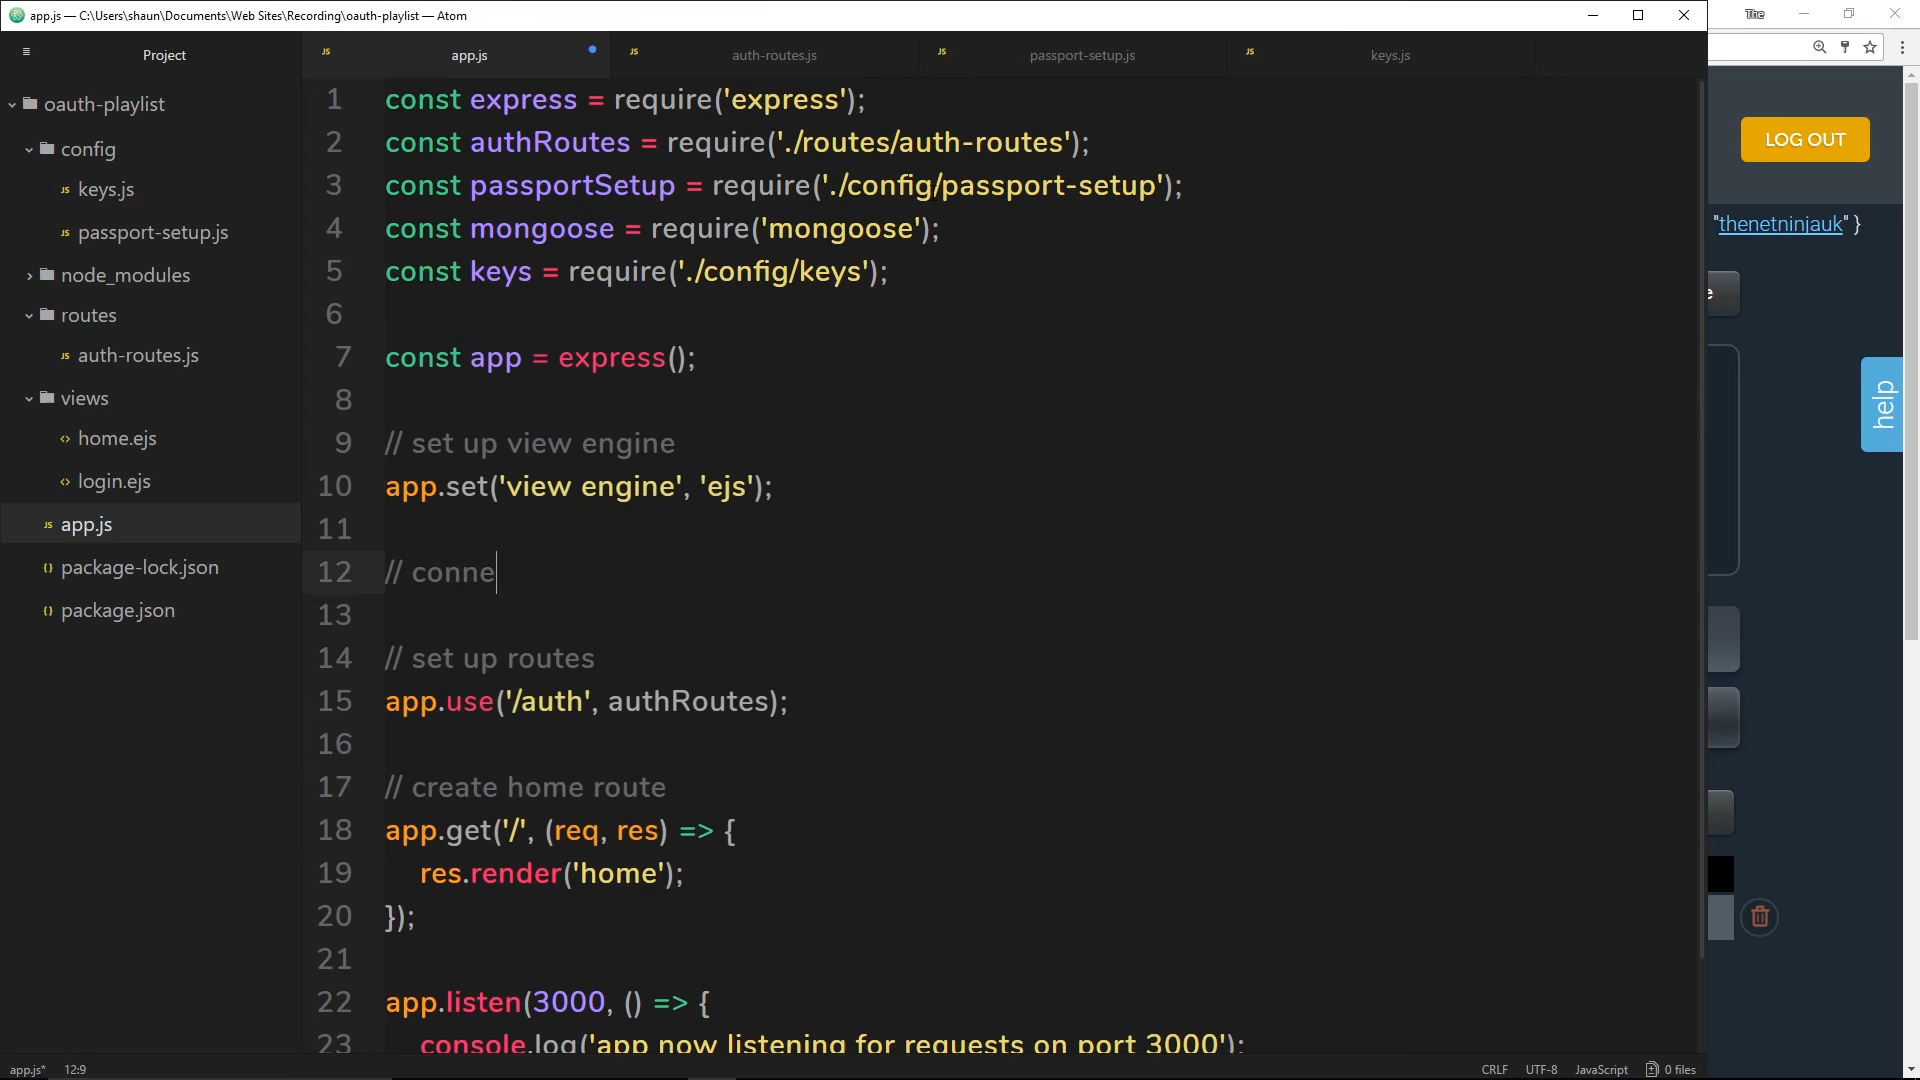 app.js — C:\Users\shaun\Documents\Web Sites\Recording\oauth-playlist — Atom
The
Project
app.js
auth-routes.js
passport-setup.js
keys.js
LOG OUT
"thenetninjauk" }
e
help
oauth-playlist
config
keys.js
passport-setup.js
node_modules
routes
auth-routes.js
views
home.ejs
login.ejs
app.js
package-lock.json
package.json
1 const express = require('express');
2 const authRoutes = require('./routes/auth-routes');
3 const passportSetup = require('./config/passport-setup');
4 const mongoose = require('mongoose');
5 const keys = require('./config/keys');
6
7 const app = express();
8
9 // set up view engine
10 app.set('view engine', 'ejs');
11
12 // conne
13
14 // set up routes
15 app.use('/auth', authRoutes);
16
17 // create home route
18 app.get('/', (req, res) => {
19 res.render('home');
20 });
21
22 app.listen(3000, () => {
23 console.log('app now listening for requests on port 3000');
app.js* 12:9
CRLF UTF-8 JavaScript 0 files